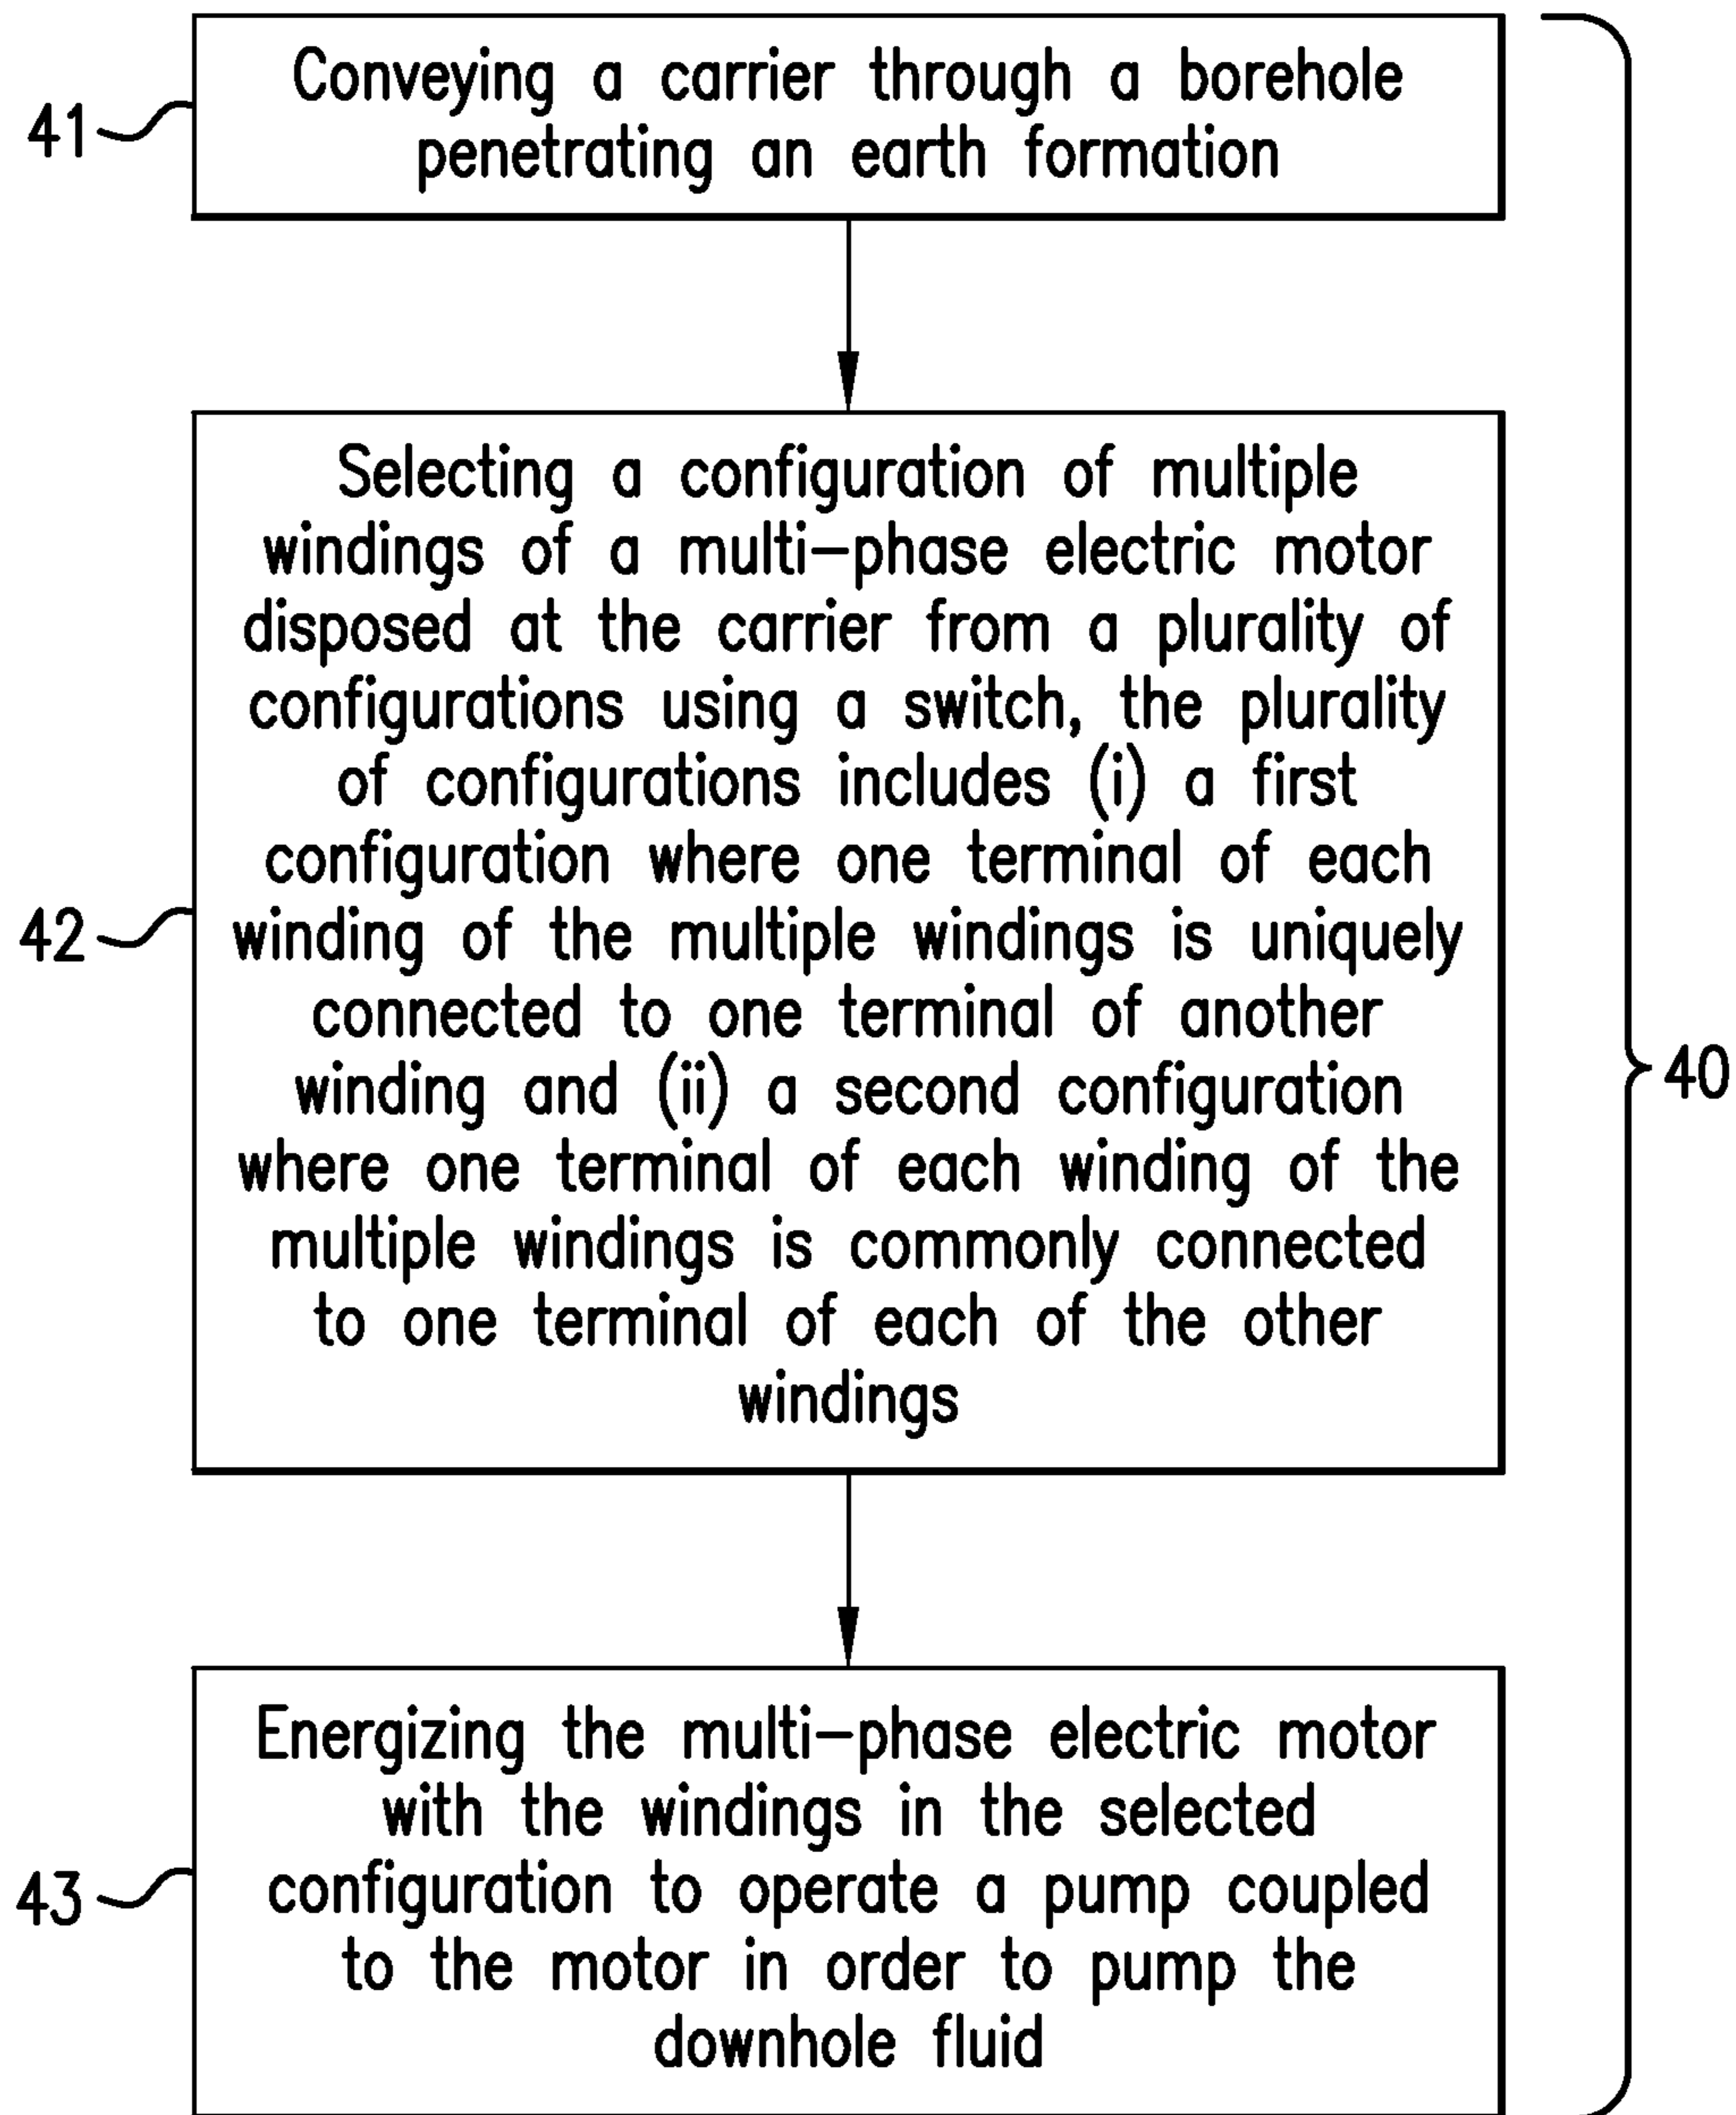 Conveying a carrier through a borehole
penetrating an earth formation
41
Selecting a configuration of multiple
windings of a multi-phase electric motor
disposed at the carrier from a plurality of
configurations using a switch, the plurality
of configurations includes (i) a first
configuration where one terminal of each
winding of the multiple windings is uniquely
connected to one terminal of another
winding and (ii) a second configuration
where one terminal of each winding of the
multiple windings is commonly connected
to one terminal of each of the other
windings
42
40
Energizing the multi-phase electric motor
with the windings in the selected
configuration to operate a pump coupled
to the motor in order to pump the
downhole fluid
43